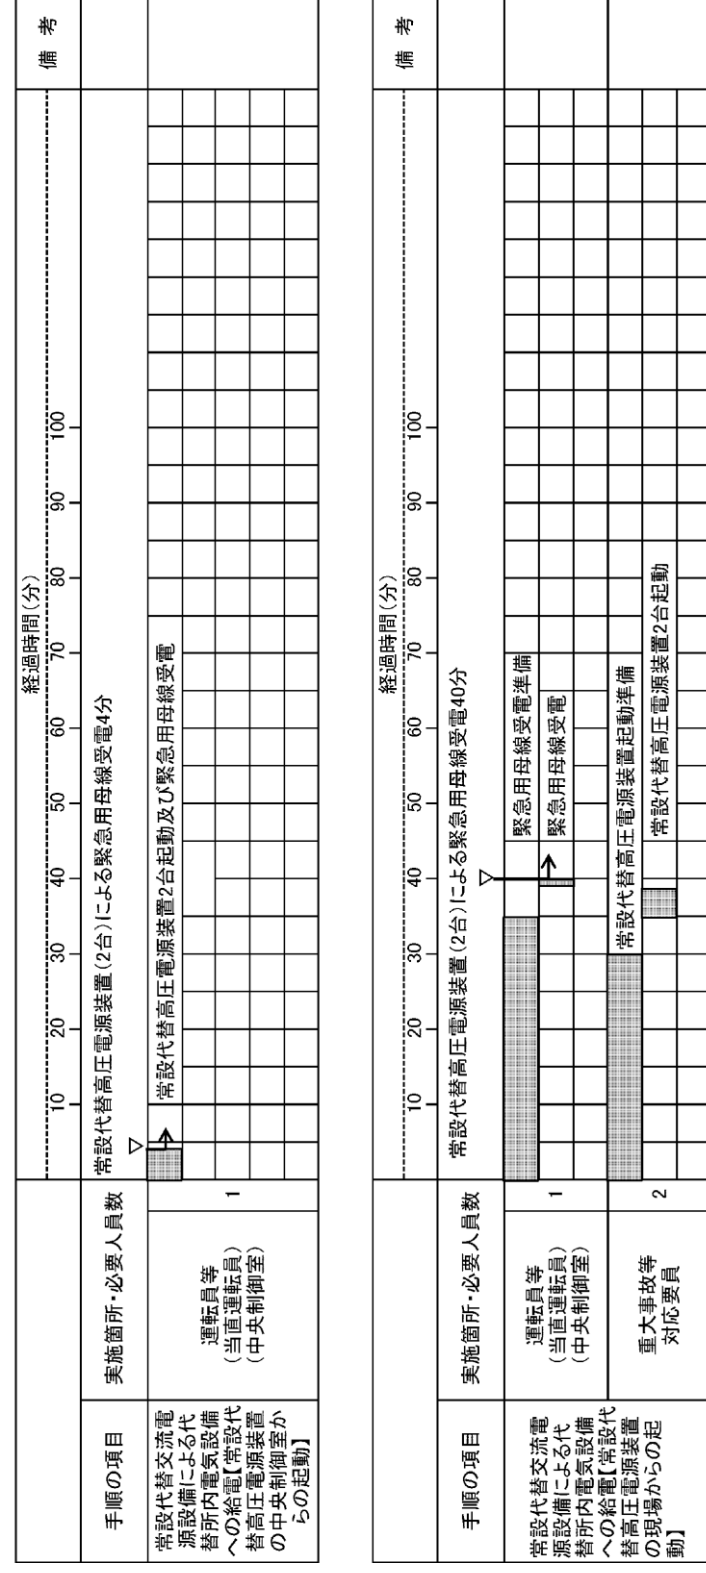 経過時間(分)
備 考
10 20 30 40 50 60 70 80 90 100
手順の項目
実施箇所・必要人員数
常設代替高圧電源装置(2台)による緊急用母線受電4分
▽
常設代替交流電
源設備による代
替所内電気設備
への給電【常設代
替高圧電源装置
の中央制御室か
らの起動】
運転員等
(当直運転員)
(中央制御室)
1
常設代替高圧電源装置2台起動及び緊急用母線受電
経過時間(分)
備 考
10 20 30 40 50 60 70 80 90 100
手順の項目
実施箇所・必要人員数
常設代替高圧電源装置(2台)による緊急用母線受電40分
▽
常設代替交流電
源設備による代
替所内電気設備
への給電【常設代
替高圧電源装置
の現場からの起
動】
運転員等
(当直運転員)
(中央制御室)
1
緊急用母線受電準備
緊急用母線受電
重大事故等
対応要員
2
常設代替高圧電源装置起動準備
常設代替高圧電源装置2台起動